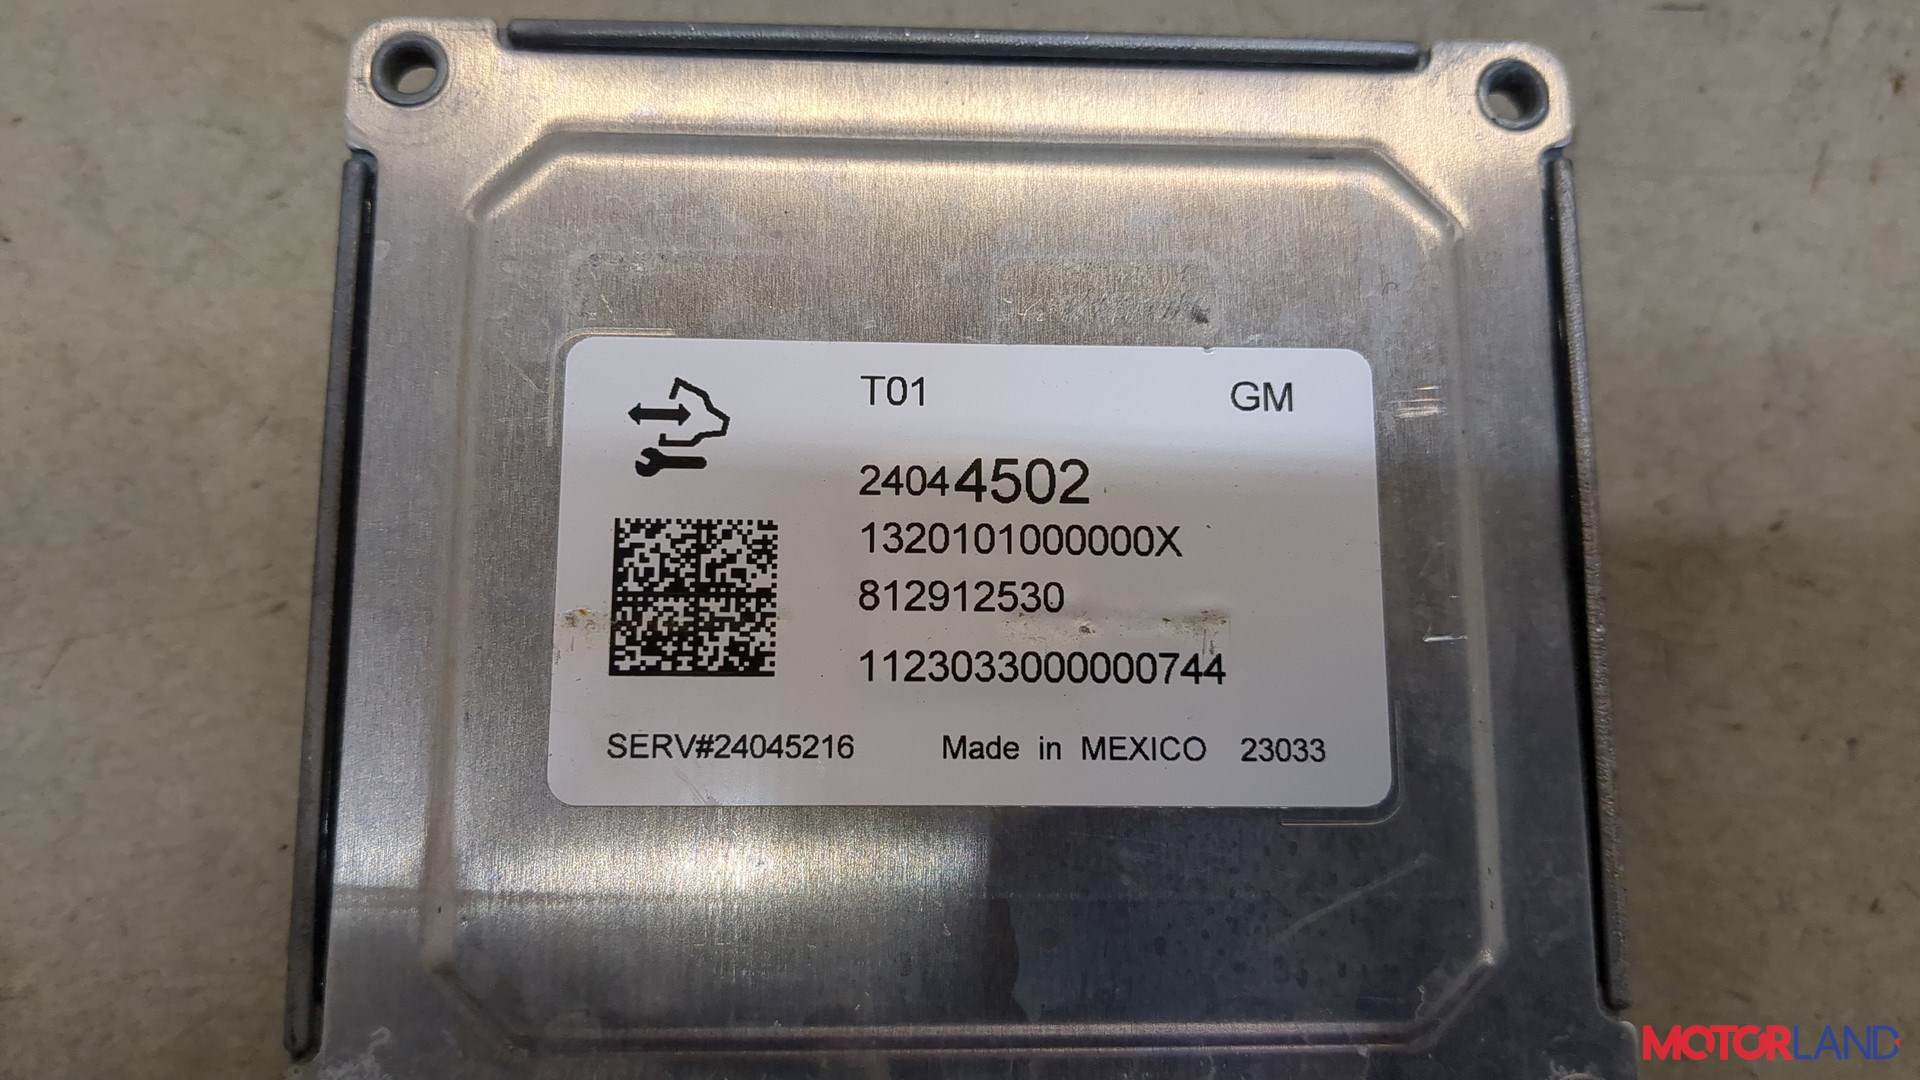 T01 GM
24044502
1320101000000X
812912530
1123033000000744
SERV#24045216 Made in MEXICO 23033
MOTORLAND